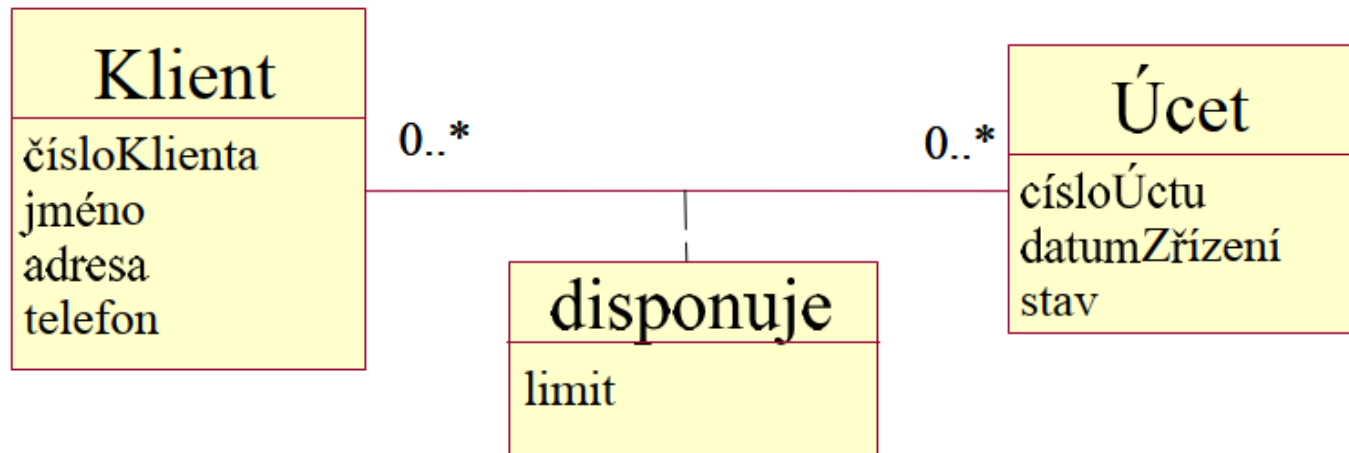 Klient
čísloKlienta
jméno
adresa
telefon
0..*
0..*
Úcet
císloÚctu
datumZřízení
stav
disponuje
limit